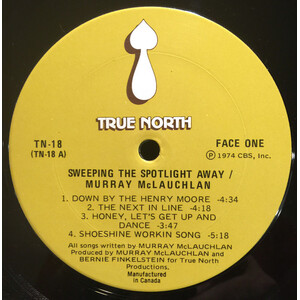 TRUE NORTH
TN-18
(TN-18 A)
FACE ONE
℗ 1974 CBS, Inc.
SWEEPING THE SPOTLIGHT AWAY /
MURRAY McLAUCHLAN
1. DOWN BY THE HENRY MOORE -4:34
2. THE NEXT IN LINE -4:18
3. HONEY, LET'S GET UP AND
DANCE -3:47
4. SHOESHINE WORKIN SONG -5:18
All songs written by MURRAY McLAUCHLAN
Produced by MURRAY McLAUCHLAN and
BERNIE FINKELSTEIN for True North
Productions.
Manufactured
in Canada